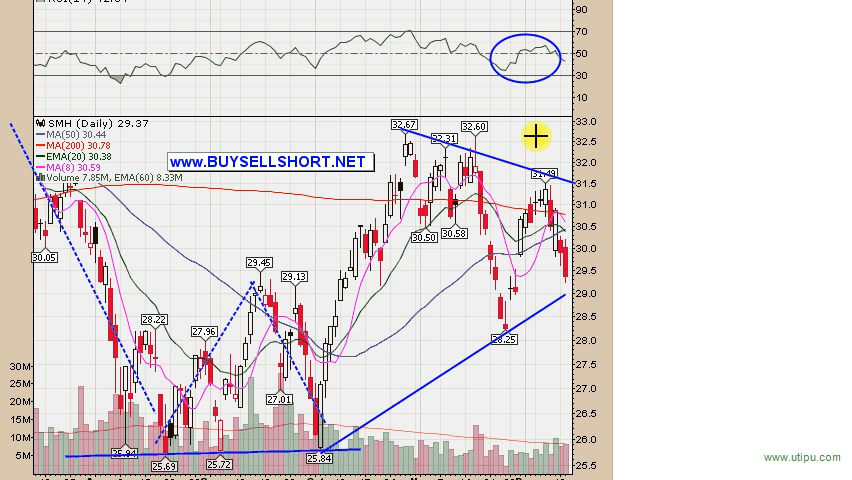 90
70
50
30
10
SMH (Daily) 29.37
MA(50) 30.44
MA(200) 30.78
EMA(20) 30.38
MA(8) 30.59
Volume 7.85M, EMA(60) 8.33M
www.BUYSELLSHORT.NET
32.67
32.31
32.60
31.49
30.50
30.58
30.05
29.45
29.13
28.22
27.96
28.25
27.01
25.94
25.69
25.72
25.84
33.0
32.5
32.0
31.5
31.0
30.5
30.0
29.5
29.0
28.5
28.0
27.5
27.0
26.5
26.0
25.5
30M
25M
20M
15M
10M
5M
www.utipu.com